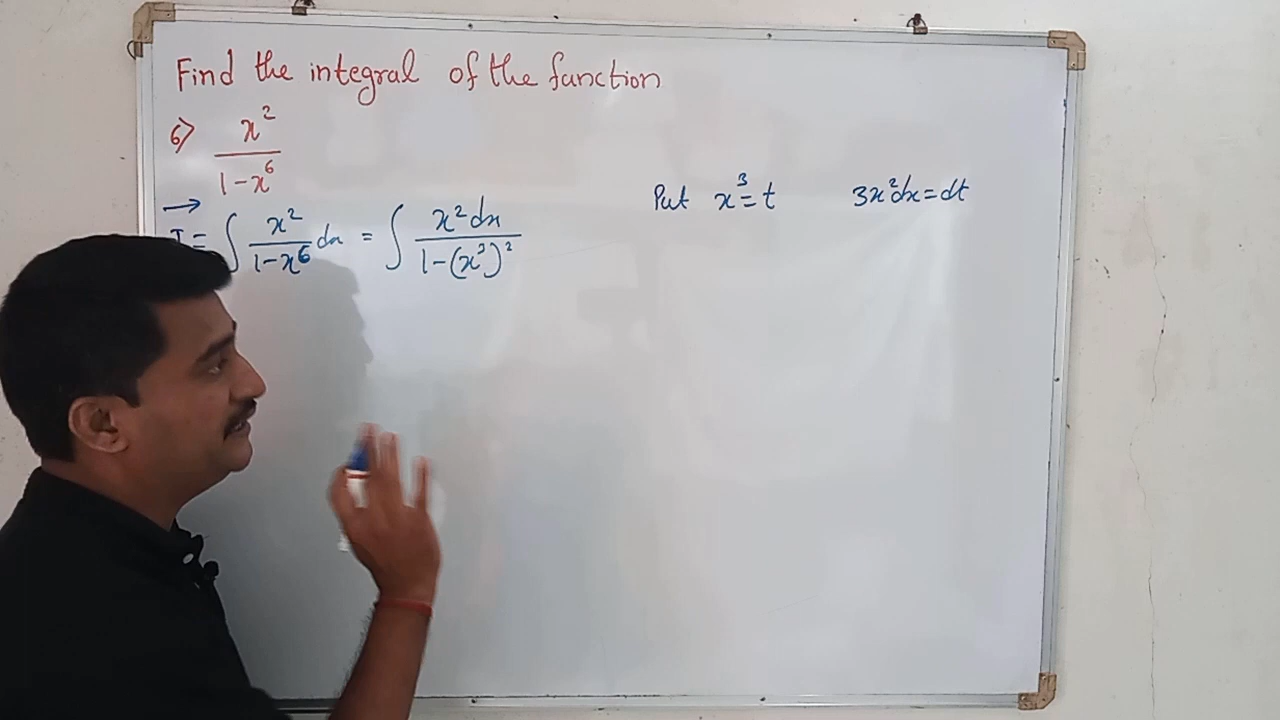 Find the integral of the function
6) x²/(1-x⁶)
→
I = ∫ x²/(1-x⁶) dx = ∫ x²dx/(1-(x³)²)
Put x³=t 3x²dx=dt